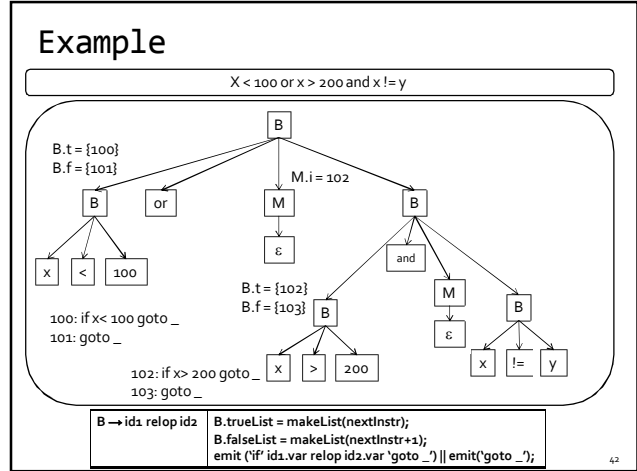 Example
X < 100 or x > 200 and x != y
B
B.t = {100}
B.f = {101}
M.i = 102
B
or
M
B
ε
and
x
<
100
B.t = {102}
B.f = {103}
B
M
B
ε
100: if x< 100 goto _
101: goto _
x
>
200
x
!=
y
102: if x> 200 goto _
103: goto _
B → id1 relop id2
B.trueList = makeList(nextInstr);
B.falseList = makeList(nextInstr+1);
emit (‘if’ id1.var relop id2.var ‘goto _’) || emit(‘goto _’);
42